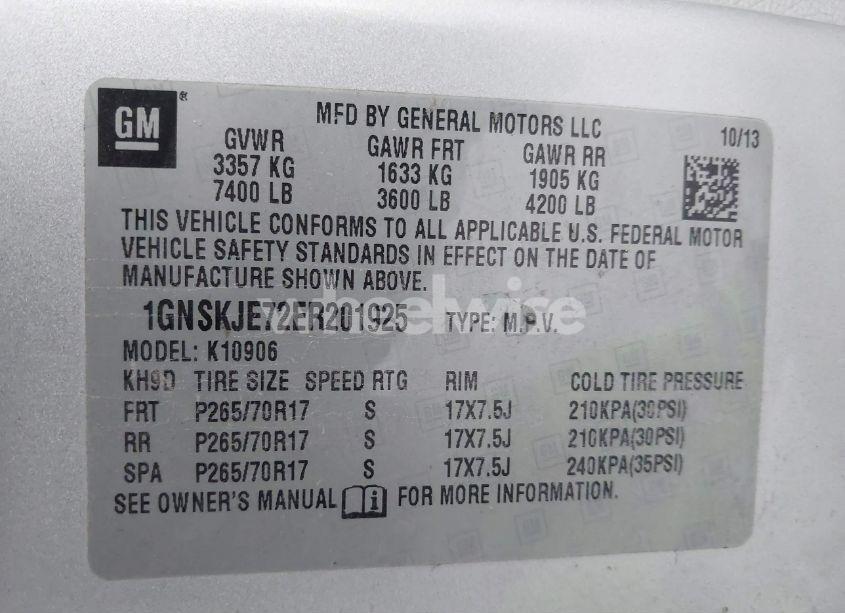 GM ®
MFD BY GENERAL MOTORS LLC
10/13
GVWR GAWR FRT GAWR RR
3357 KG 1633 KG 1905 KG
7400 LB 3600 LB 4200 LB
THIS VEHICLE CONFORMS TO ALL APPLICABLE U.S. FEDERAL MOTOR
VEHICLE SAFETY STANDARDS IN EFFECT ON THE DATE OF
MANUFACTURE SHOWN ABOVE.
1GNSKJE72ER201925 TYPE: M.P.V.
wheelwire
MODEL: K10906
KH9D TIRE SIZE SPEED RTG RIM COLD TIRE PRESSURE
FRT P265/70R17 S 17X7.5J 210KPA(30PSI)
RR P265/70R17 S 17X7.5J 210KPA(30PSI)
SPA P265/70R17 S 17X7.5J 240KPA(35PSI)
SEE OWNER'S MANUAL i FOR MORE INFORMATION.